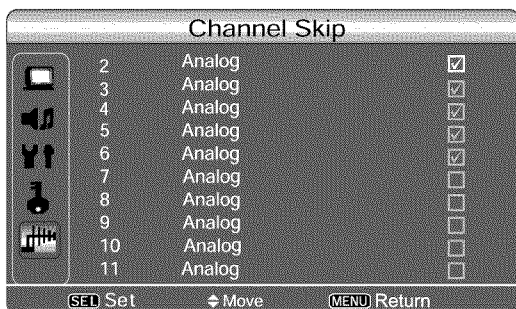 Channel Skip
2 Analog
3 Analog
4 Analog
5 Analog
6 Analog
7 Analog
8 Analog
9 Analog
10 Analog
11 Analog
SEL Set Move MENU Return